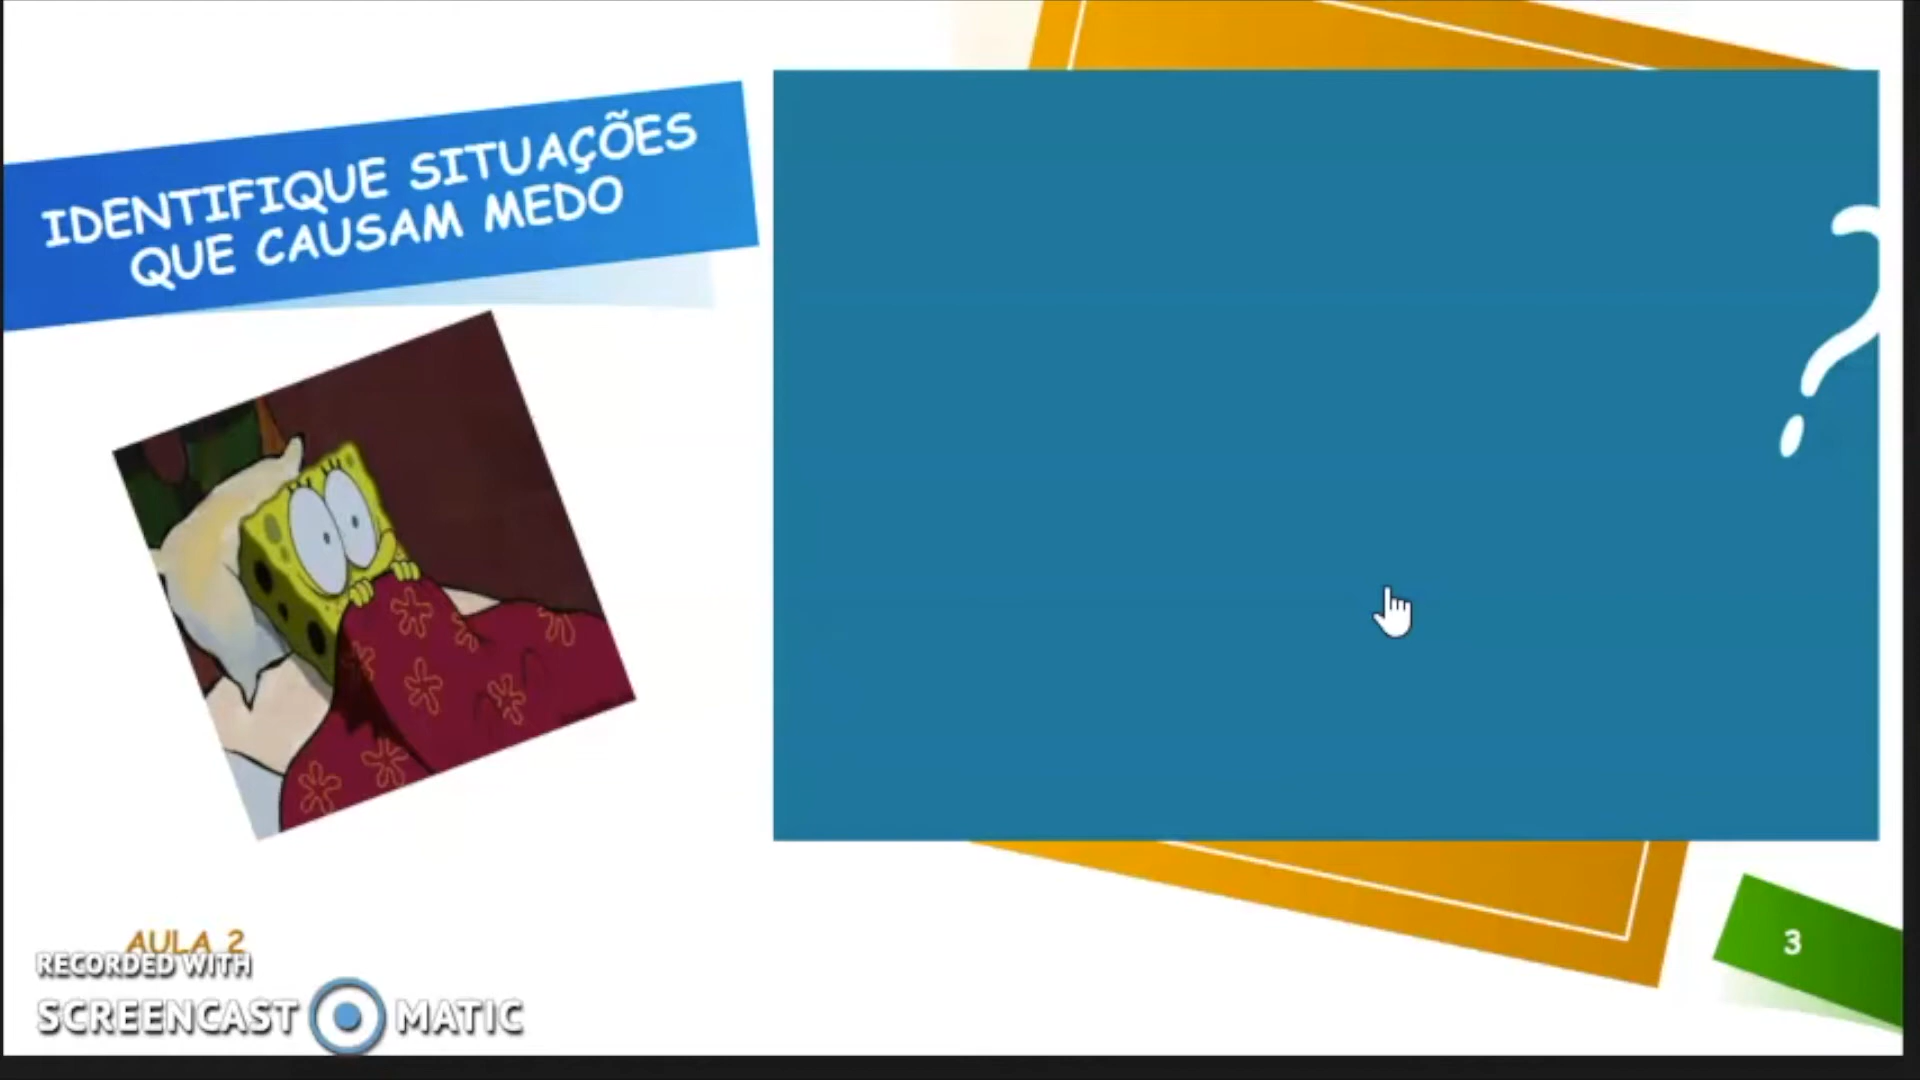 IDENTIFIQUE SITUAÇÕES
QUE CAUSAM MEDO
?
AULA 2
RECORDED WITH
SCREENCAST MATIC
3